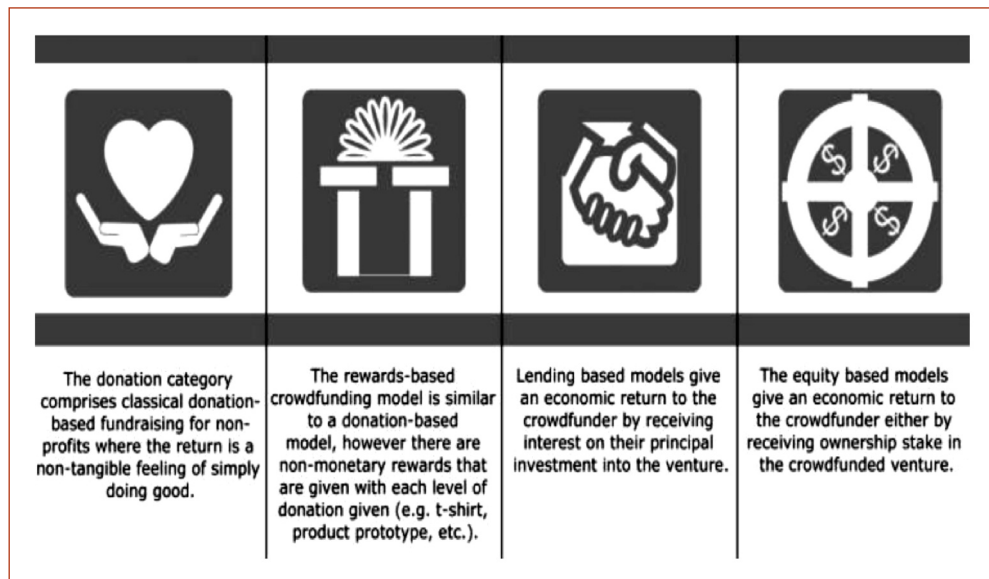 $ $
$ $
The donation category
comprises classical donation-
based fundraising for non-
profits where the return is a
non-tangible feeling of simply
doing good.
The rewards-based
crowdfunding model is similar
to a donation-based
model, however there are
non-monetary rewards that
are given with each level of
donation given (e.g. t-shirt,
product prototype, etc.).
Lending based models give
an economic return to the
crowdfunder by receiving
interest on their principal
investment into the venture.
The equity based models
give an economic return to
the crowdfunder either by
receiving ownership stake in
the crowdfunded venture.